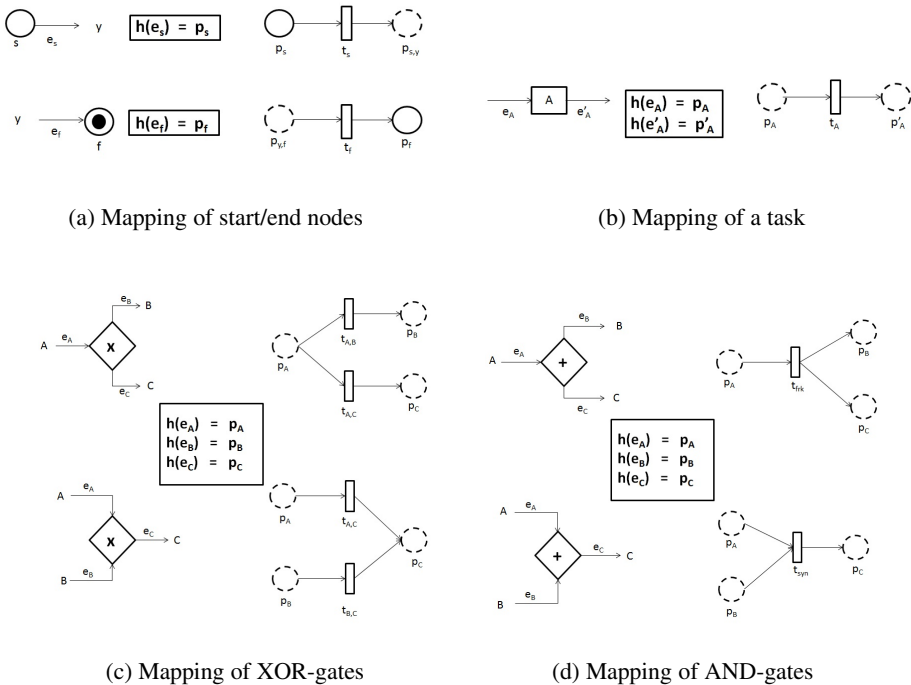 s
e_s
y
h(e_s) = p_s
p_s
t_s
p_s,y
y
e_f
f
h(e_f) = p_f
p_y,f
t_f
p_f
(a) Mapping of start/end nodes
e_A
A
e'_A
h(e_A) = p_A
h(e'_A) = p'_A
p_A
t_A
p'_A
(b) Mapping of a task
A
e_A
X
e_B
B
e_C
C
p_A
t_A,B
p_B
t_A,C
p_C
h(e_A) = p_A
h(e_B) = p_B
h(e_C) = p_C
A
e_A
X
e_C
C
B
e_B
p_A
t_A,C
p_C
p_B
t_B,C
(c) Mapping of XOR-gates
A
e_A
+
e_B
B
e_C
C
p_A
t_frk
p_B
p_C
h(e_A) = p_A
h(e_B) = p_B
h(e_C) = p_C
A
e_A
+
e_C
C
B
e_B
p_A
t_syn
p_C
p_B
(d) Mapping of AND-gates